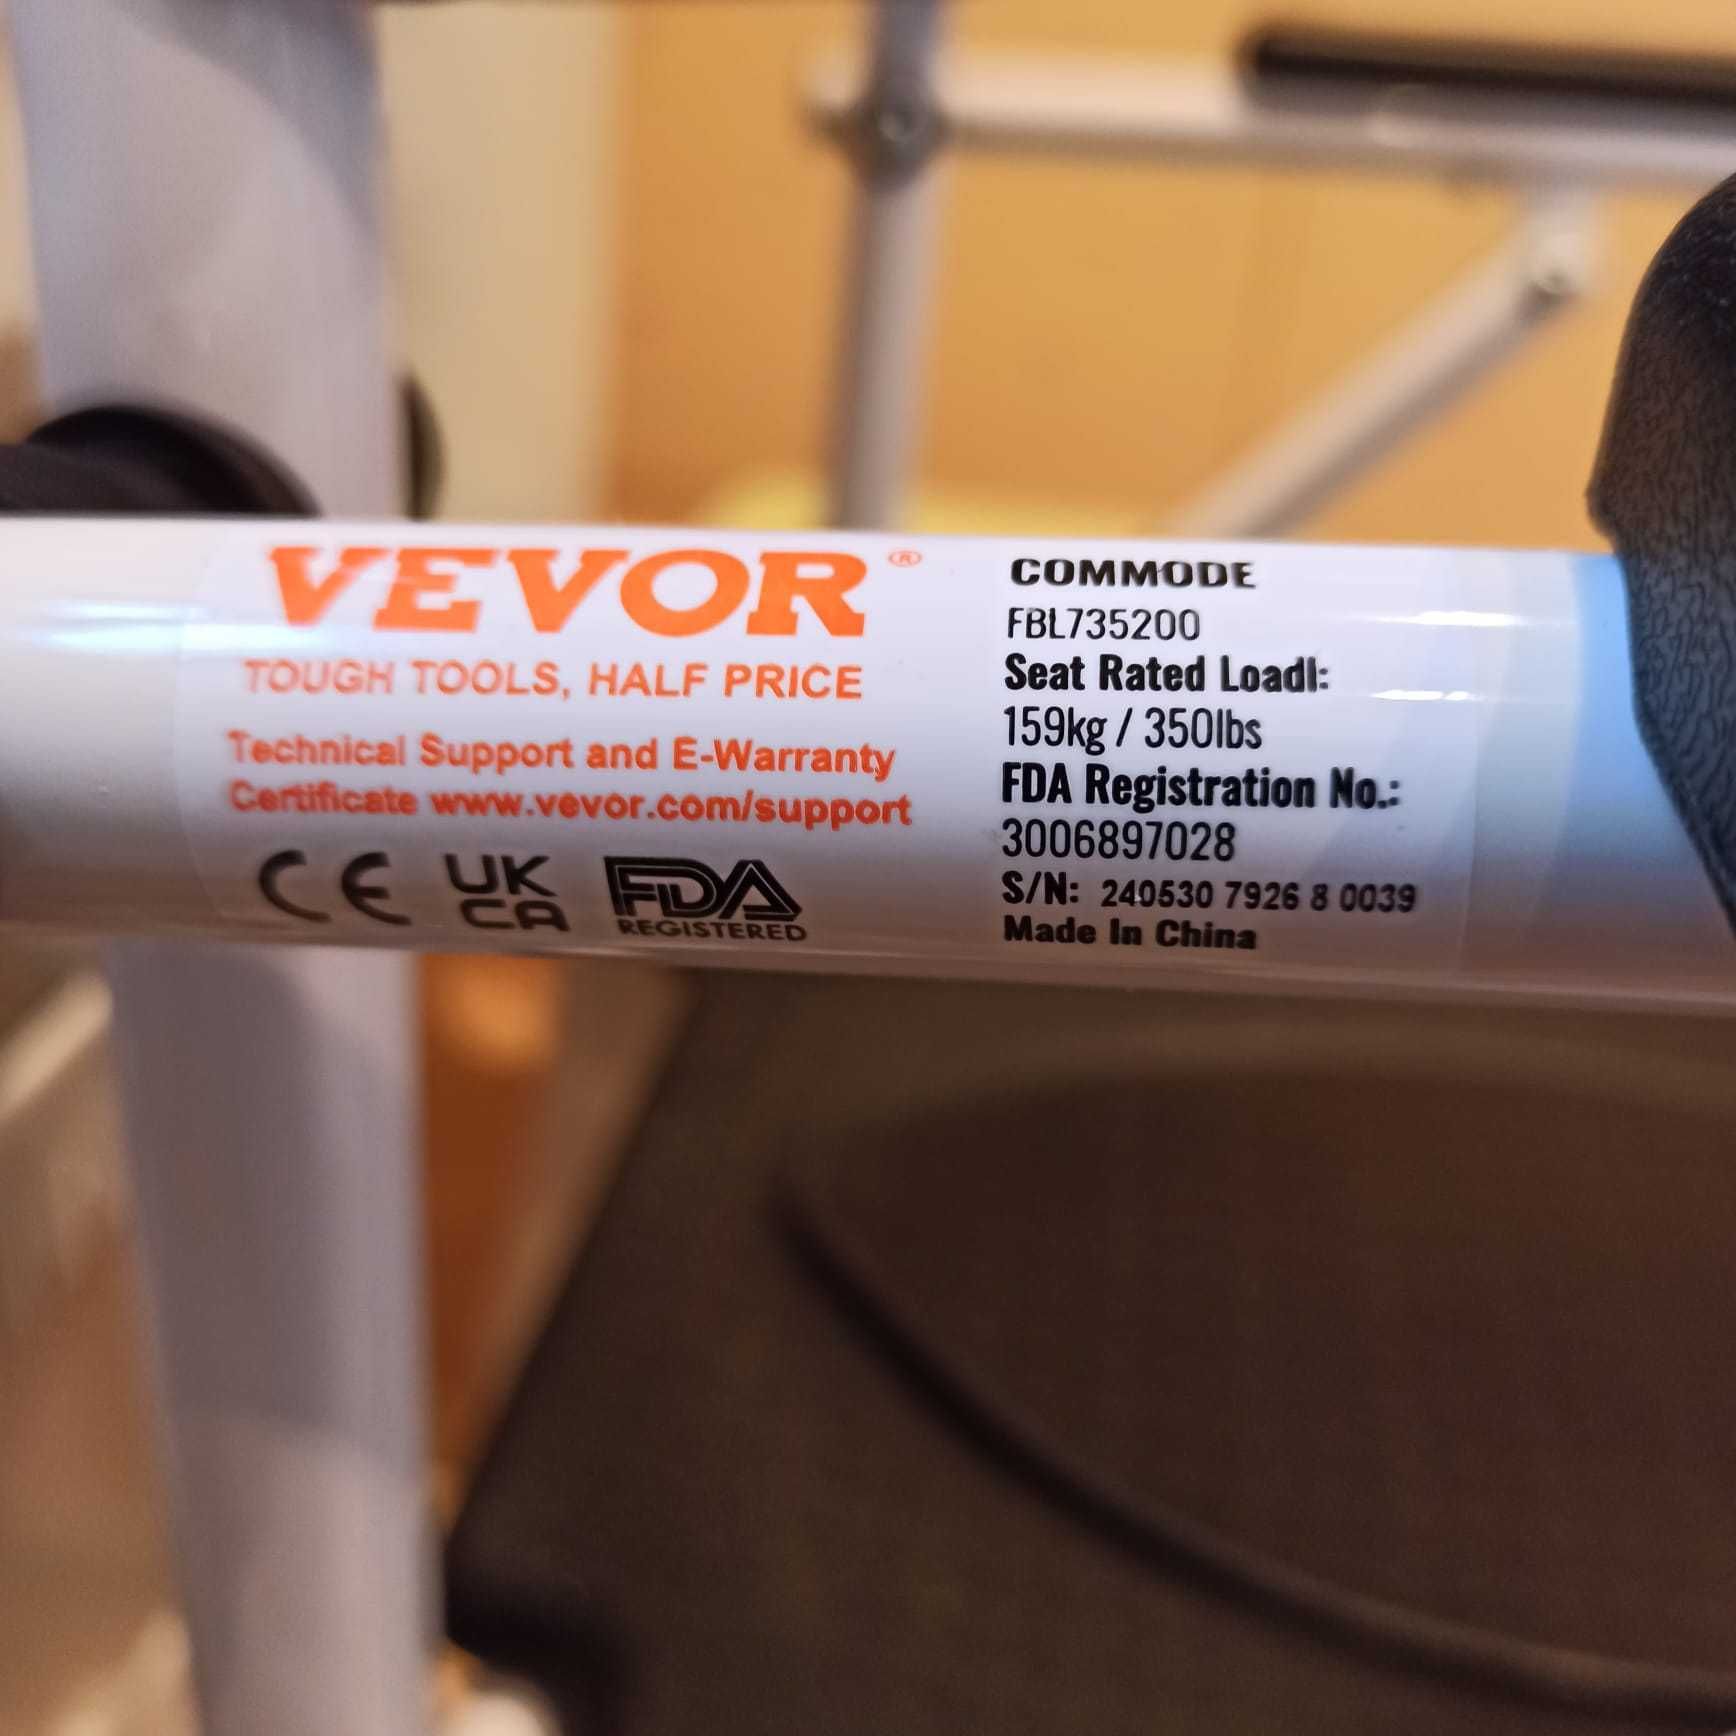 VEVOR®
TOUGH TOOLS, HALF PRICE
Technical Support and E-Warranty
Certificate www.vevor.com/support
CE UK
CA FDA
REGISTERED
COMMODE
FBL735200
Seat Rated Loadl:
159kg / 350lbs
FDA Registration No.:
3006897028
S/N: 240530 7926 8 0039
Made In China